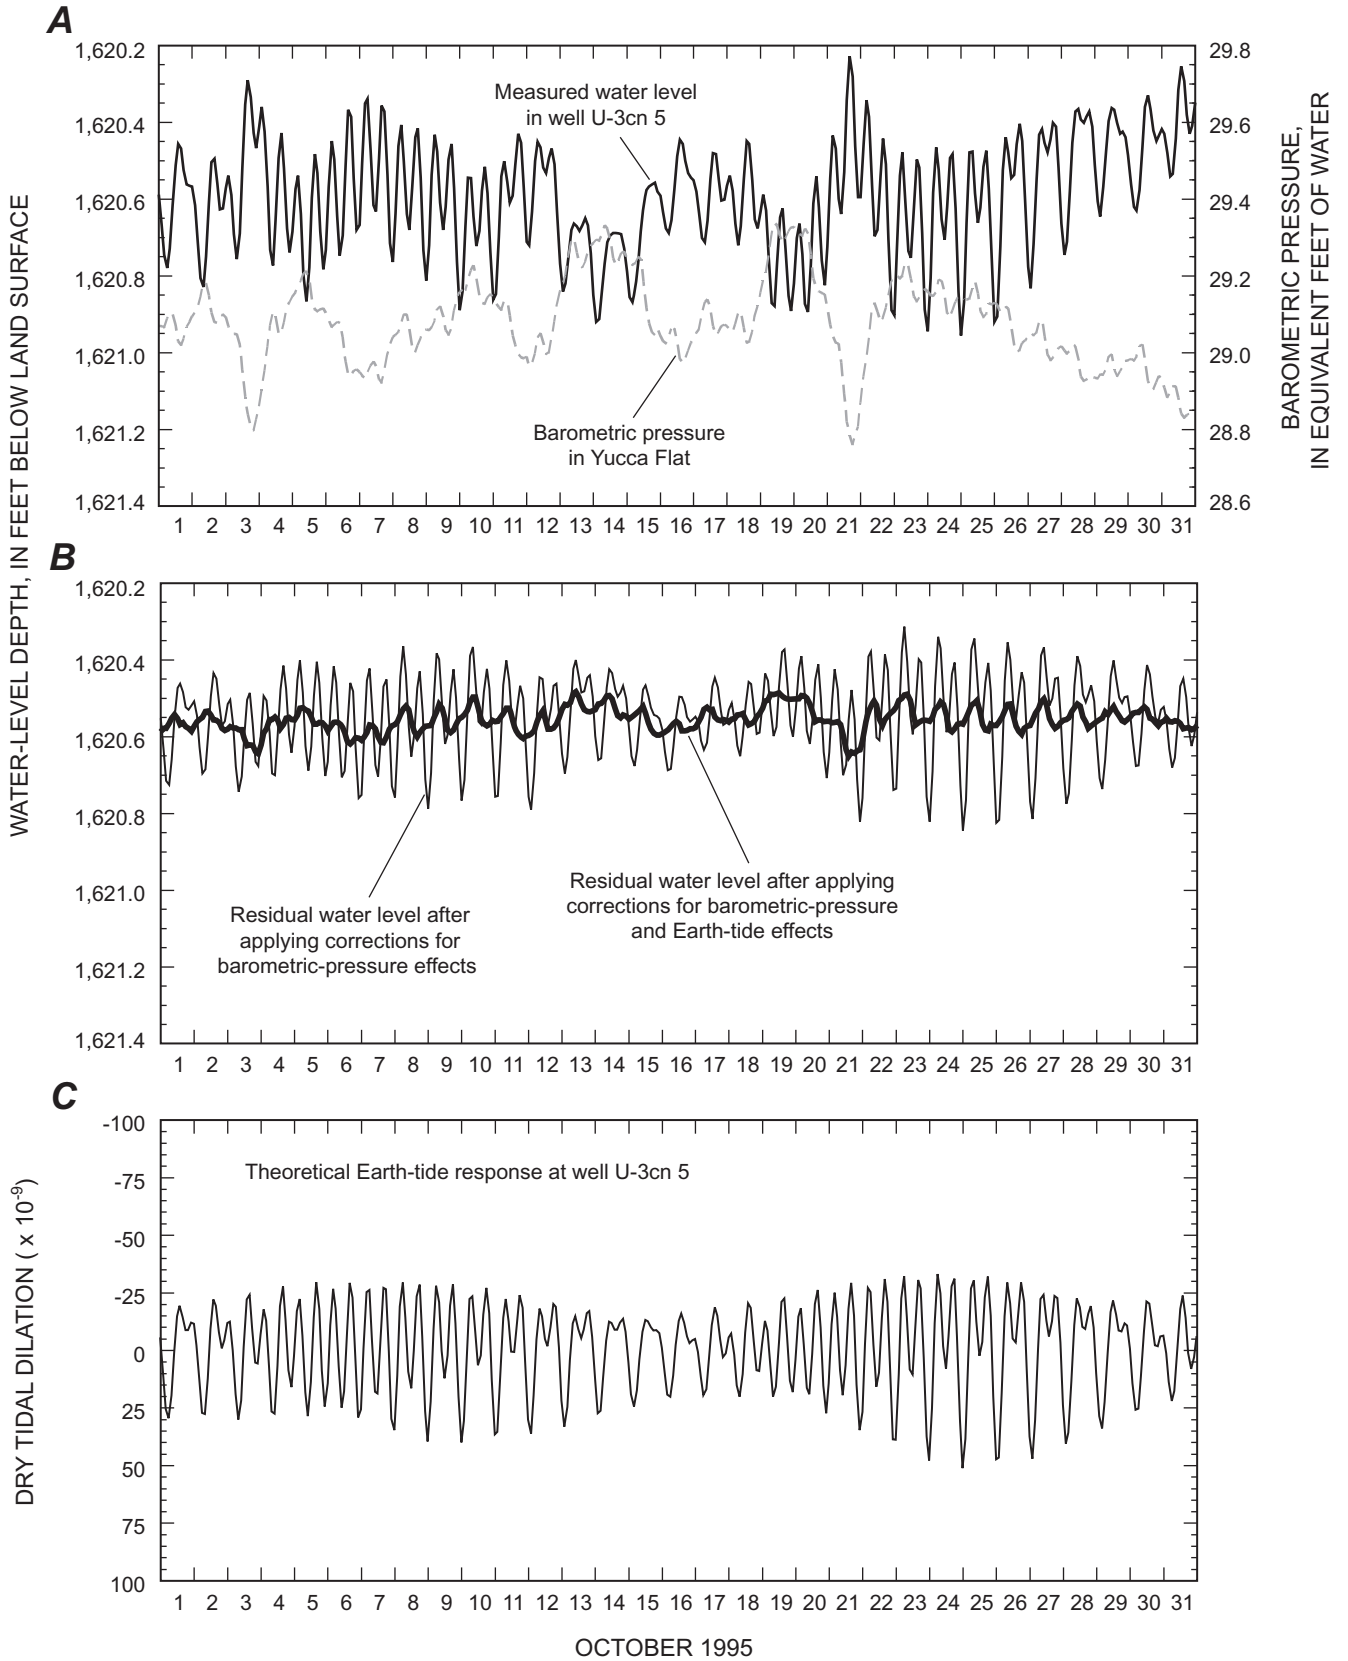 A
1,620.2
1,620.4
1,620.6
1,620.8
1,621.0
1,621.2
1,621.4
29.8
29.6
29.4
29.2
29.0
28.8
28.6
Measured water level
in well U-3cn 5
Barometric pressure
in Yucca Flat
BAROMETRIC PRESSURE,
IN EQUIVALENT FEET OF WATER
1 2 3 4 5 6 7 8 9 10 11 12 13 14 15 16 17 18 19 20 21 22 23 24 25 26 27 28 29 30 31
WATER-LEVEL DEPTH, IN FEET BELOW LAND SURFACE
B
1,620.2
1,620.4
1,620.6
1,620.8
1,621.0
1,621.2
1,621.4
Residual water level after
applying corrections for
barometric-pressure effects
Residual water level after applying
corrections for barometric-pressure
and Earth-tide effects
1 2 3 4 5 6 7 8 9 10 11 12 13 14 15 16 17 18 19 20 21 22 23 24 25 26 27 28 29 30 31
C
DRY TIDAL DILATION ( x 10-9)
-100
-75
-50
-25
0
25
50
75
100
Theoretical Earth-tide response at well U-3cn 5
1 2 3 4 5 6 7 8 9 10 11 12 13 14 15 16 17 18 19 20 21 22 23 24 25 26 27 28 29 30 31
OCTOBER 1995